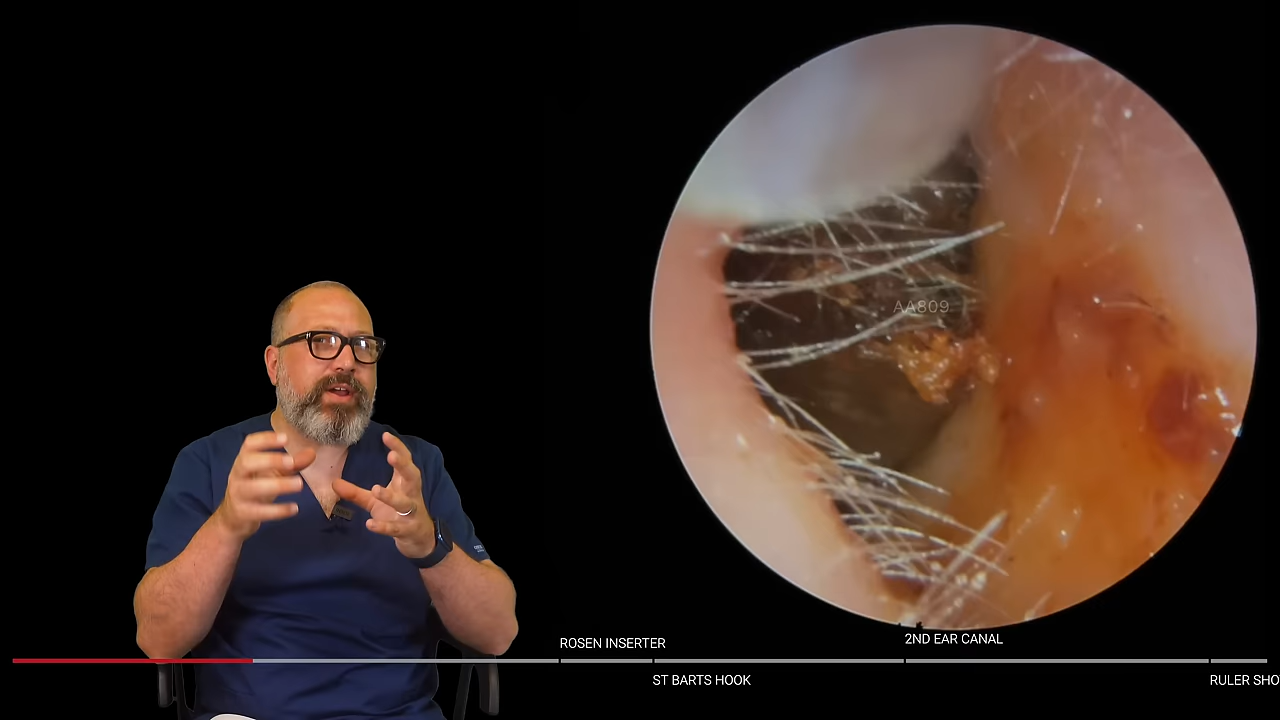 AA809
ROSEN INSERTER
2ND EAR CANAL
ST BARTS HOOK
RULER SHO